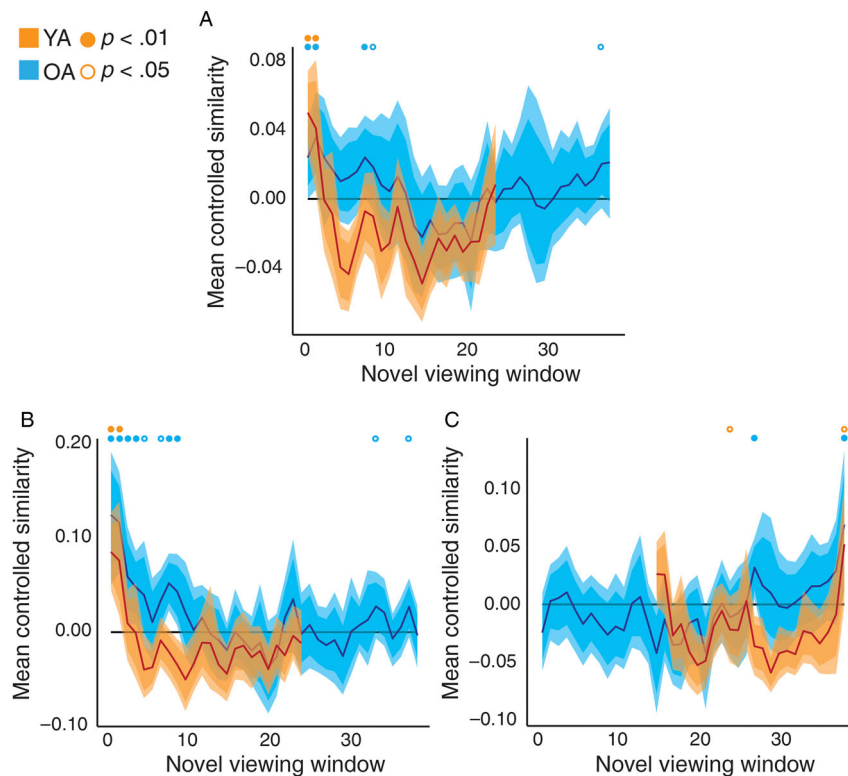 A
YA p < .01
OA p < .05
0.08
0.04
0.00
−0.04
Mean controlled similarity
0 10 20 30
Novel viewing window
B
0.20
0.10
0.00
−0.10
Mean controlled similarity
0 10 20 30
Novel viewing window
C
0.10
0.05
0.00
−0.05
−0.10
Mean controlled similarity
0 10 20 30
Novel viewing window